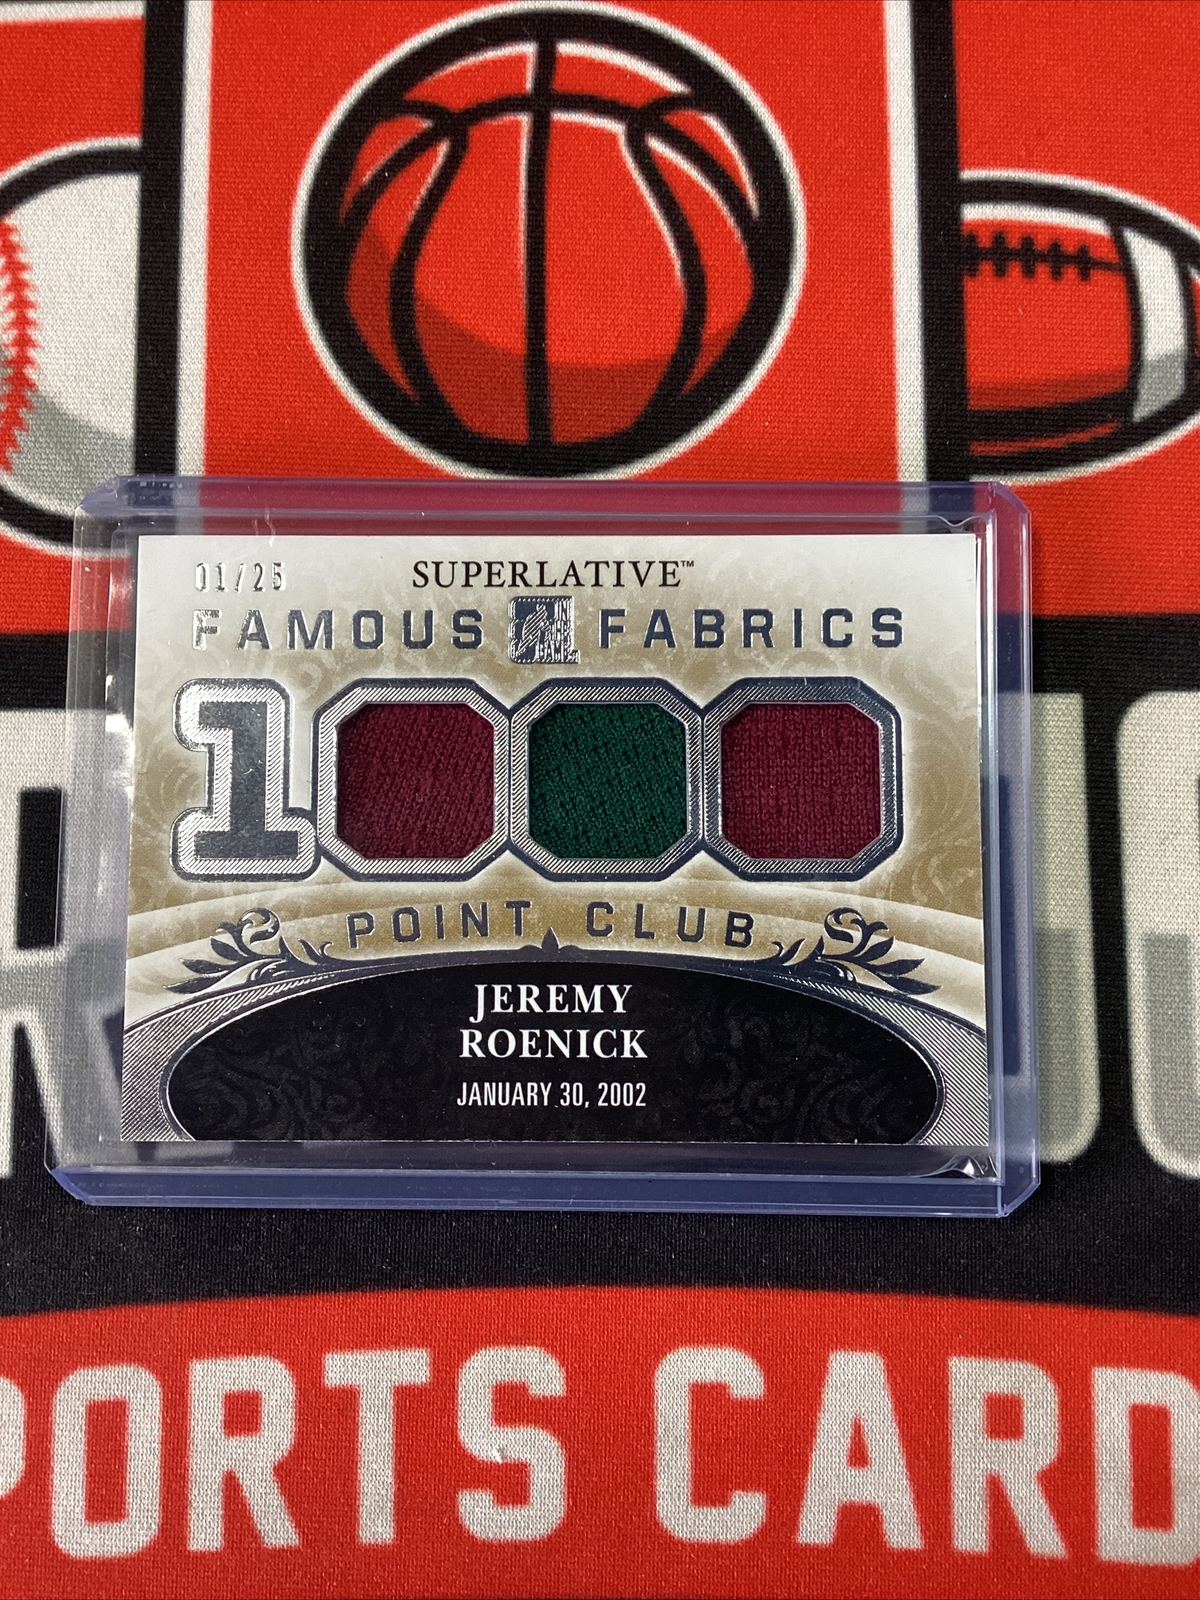 01/25
SUPERLATIVE™
FAMOUS FABRICS
1000
POINT CLUB
JEREMY
ROENICK
JANUARY 30, 2002
PORTS CARD